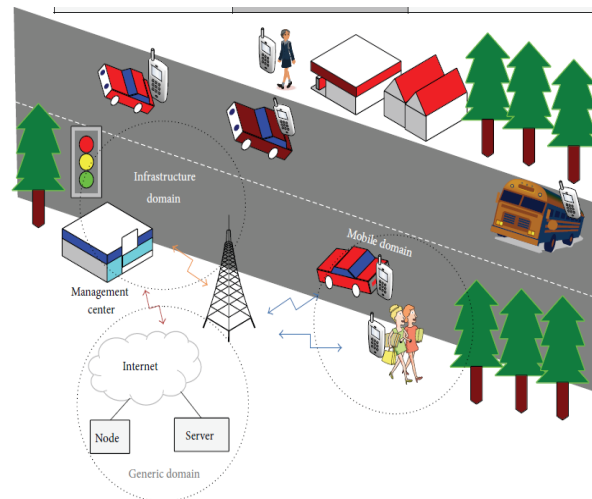 Infrastructure
domain
Mobile domain
Management
center
Internet
Node
Server
Generic domain